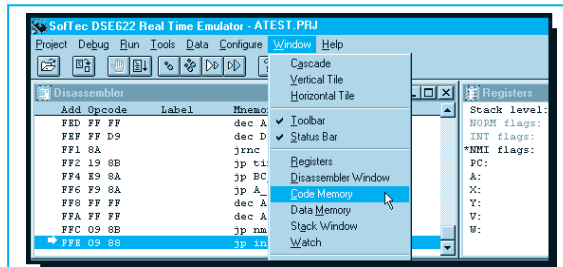 SofTec DSE622 Real Time Emulator - ATEST.PRJ
Project Debug Run Tools Data Configure Window Help
Disassembler
Add Opcode Label
FED FF FF dec A
FEF FF D9 dec D
FF1 8A jrnc
FF2 19 8B jp ti
FF4 E9 8A jp BC_
FF6 F9 8A jp A_
FF8 FF FF dec A
FFA FF FF dec A
FFC 09 8B jp nm
FFE 09 88 jp in
Cascade
Vertical Tile
Horizontal Tile
Toolbar
Status Bar
Registers
Disassembler Window
Code Memory
Data Memory
Stack Window
Watch
Registers
Stack level:
NORM flags:
INT flags:
*NMI flags:
PC:
A:
X:
Y:
V:
W: